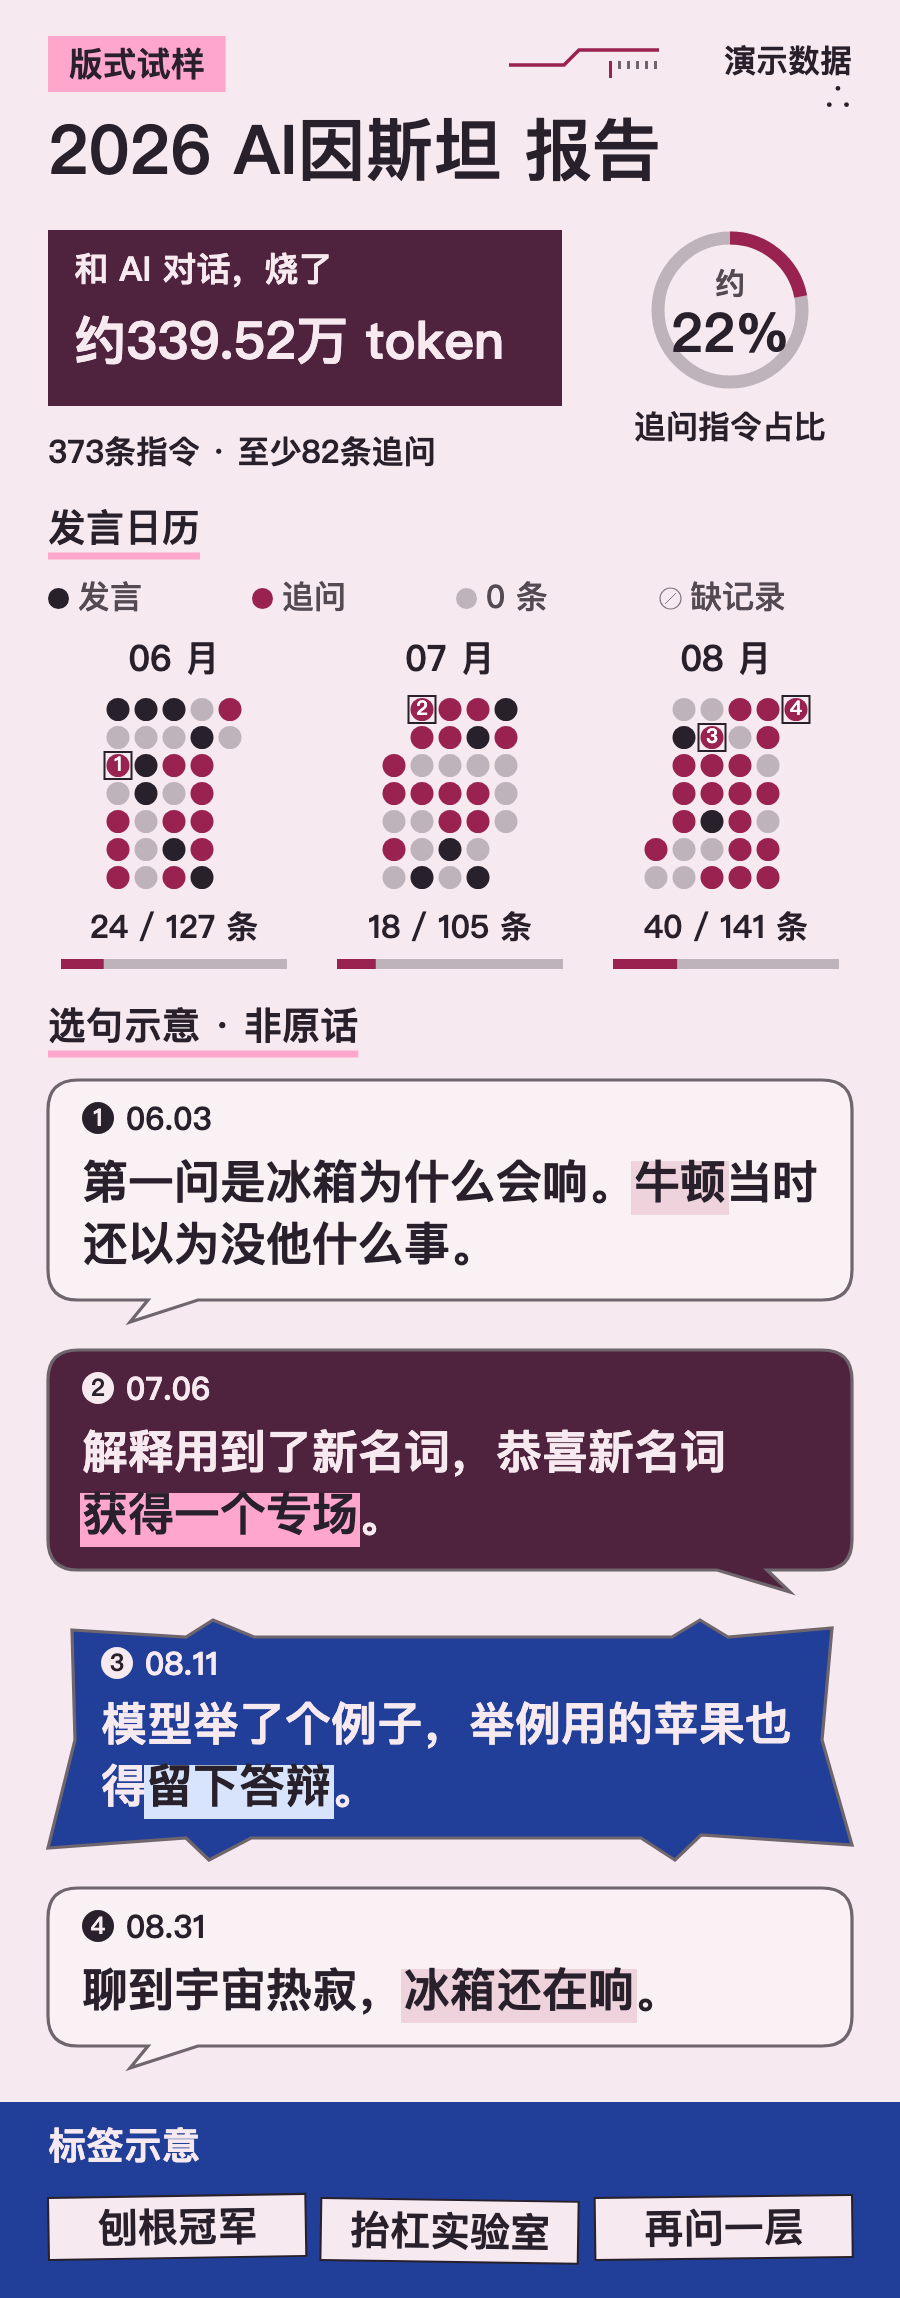 版式试样
演示数据
2026 AI因斯坦 报告
和 AI 对话，烧了
约339.52万 token
约
22%
追问指令占比
373条指令 · 至少82条追问
发言日历
发言
追问
0 条
缺记录
06 月
07 月
08 月
1
2
3
4
24 / 127 条
18 / 105 条
40 / 141 条
选句示意 · 非原话
1 06.03
第一问是冰箱为什么会响。牛顿当时
还以为没他什么事。
2 07.06
解释用到了新名词，恭喜新名词
获得一个专场。
3 08.11
模型举了个例子，举例用的苹果也
得留下答辩。
4 08.31
聊到宇宙热寂，冰箱还在响。
标签示意
刨根冠军
抬杠实验室
再问一层